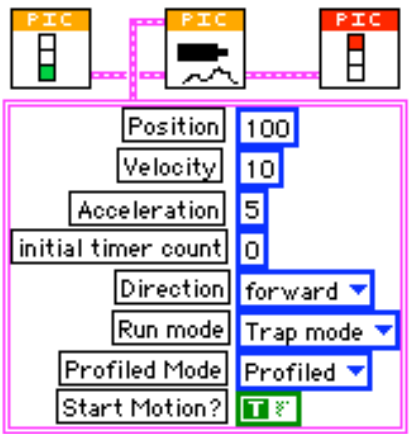 PIC PIC PIC
Position 100
Velocity 10
Acceleration 5
initial timer count 0
Direction forward
Run mode Trap mode
Profiled Mode Profiled
Start Motion? T F